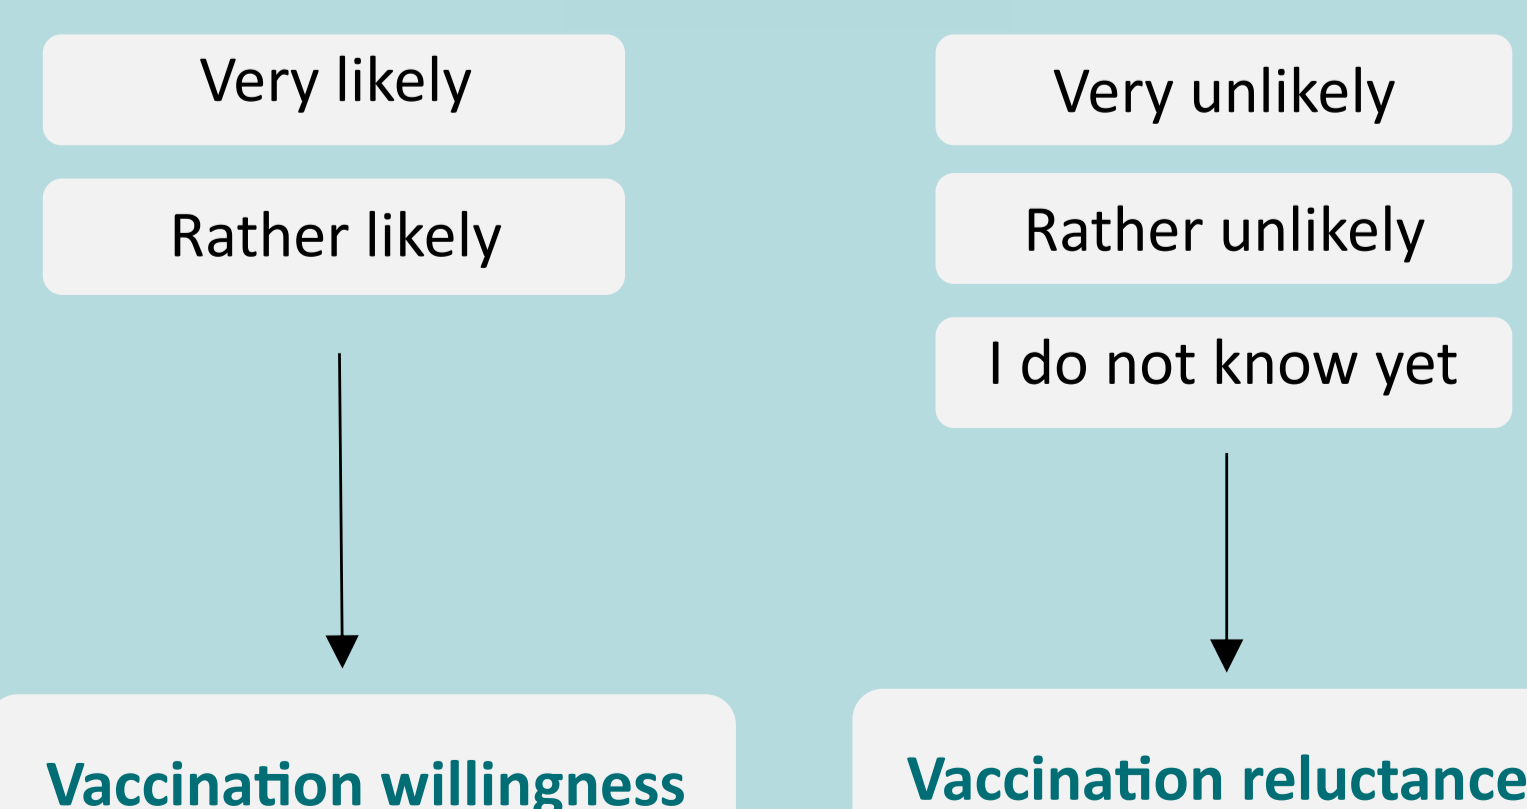 Very likely
Rather likely
Vaccination willingness
Very unlikely
Rather unlikely
I do not know yet
Vaccination reluctance